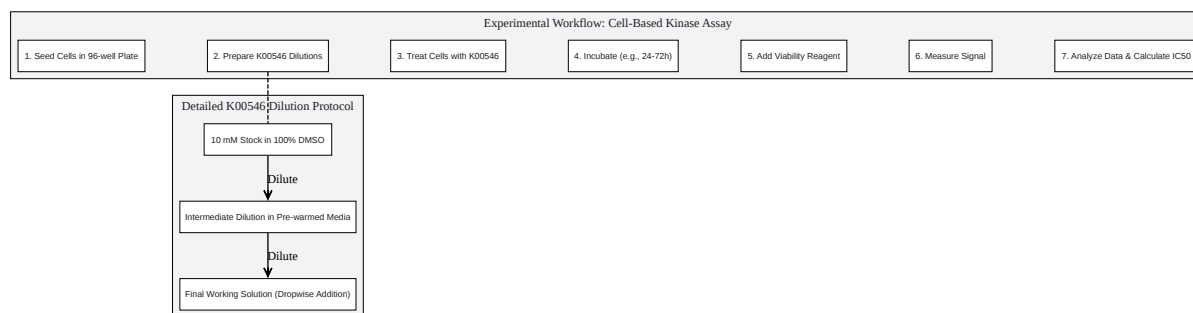 Experimental Workflow: Cell-Based Kinase Assay
1. Seed Cells in 96-well Plate
2. Prepare K00546 Dilutions
3. Treat Cells with K00546
4. Incubate (e.g., 24-72h)
5. Add Viability Reagent
6. Measure Signal
7. Analyze Data & Calculate IC50
Detailed K00546 Dilution Protocol
10 mM Stock in 100% DMSO
Dilute
Intermediate Dilution in Pre-warmed Media
Dilute
Final Working Solution (Dropwise Addition)